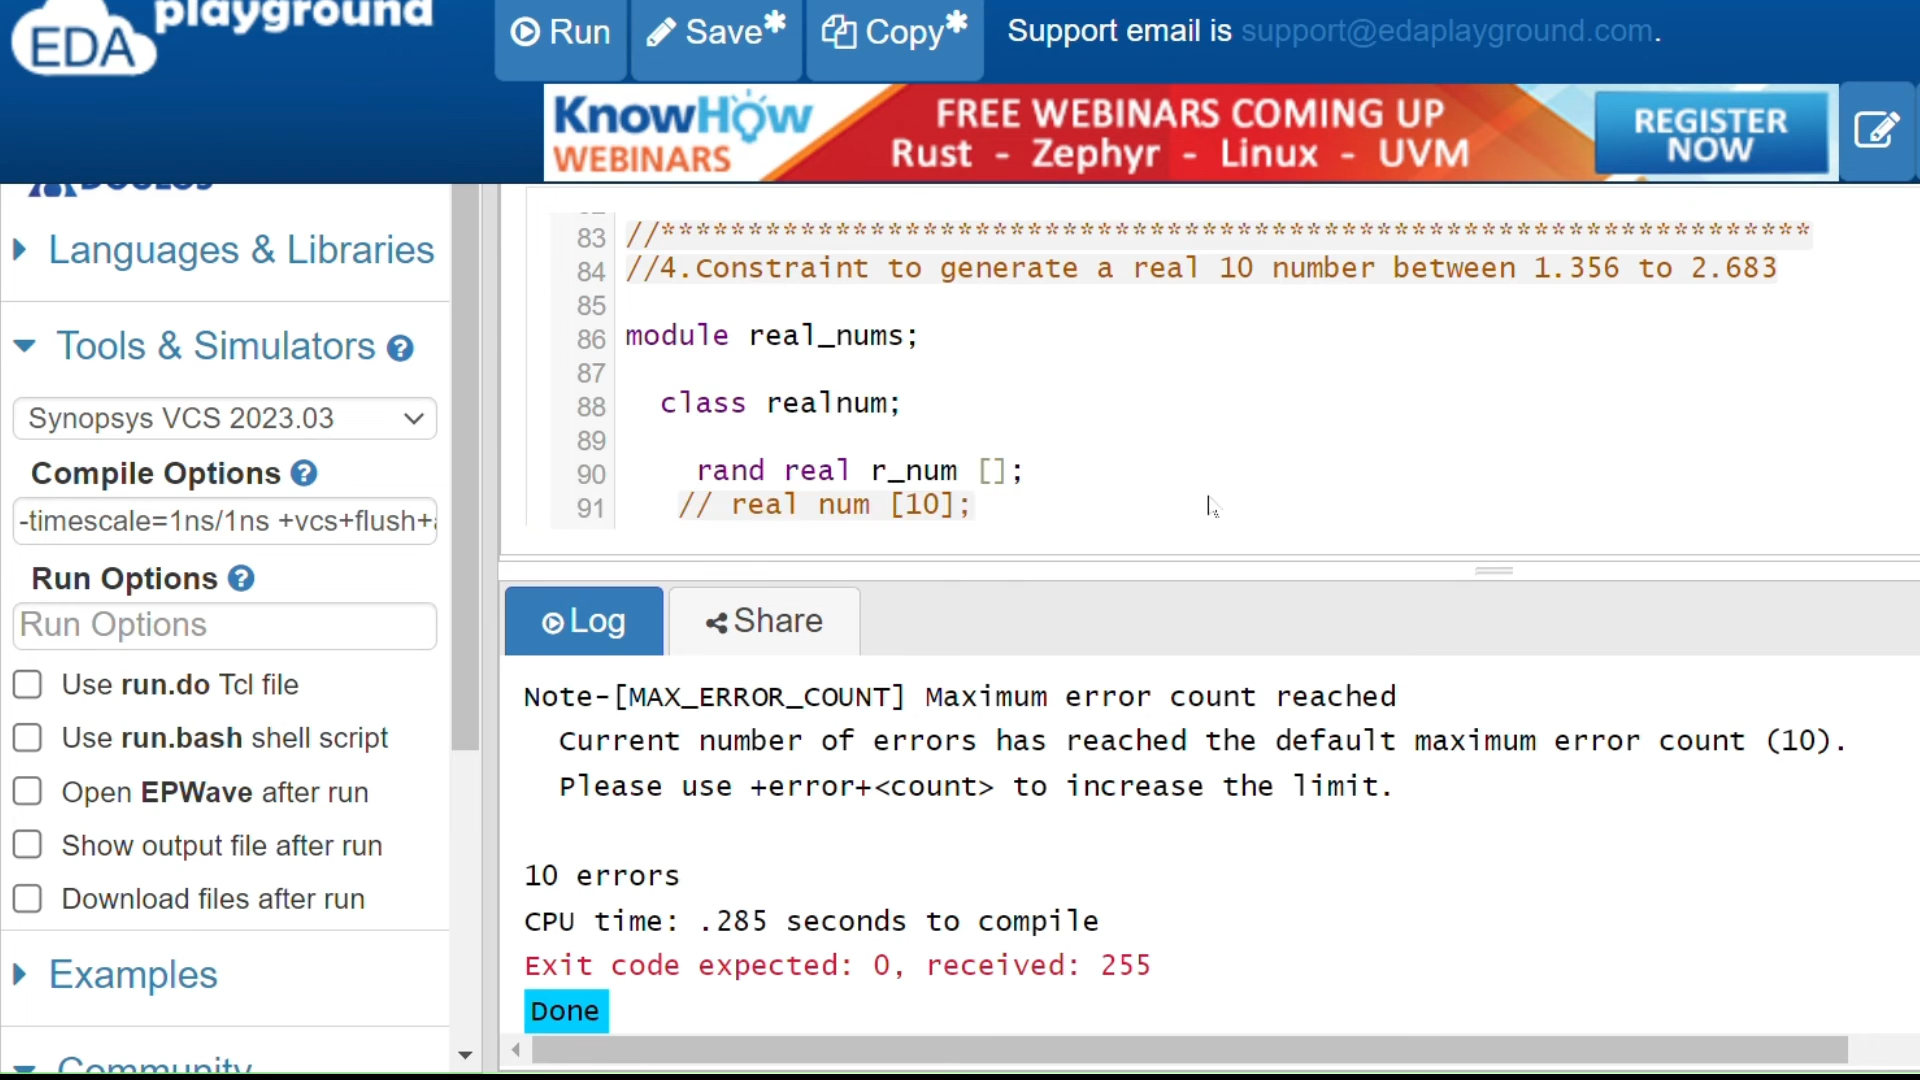 playground
EDA
Run
Save*
Copy*
Support email is support@edaplayground.com.
KnowHow
WEBINARS
FREE WEBINARS COMING UP
Rust - Zephyr - Linux - UVM
REGISTER
NOW
Languages & Libraries
Tools & Simulators ?
Synopsys VCS 2023.03
Compile Options ?
-timescale=1ns/1ns +vcs+flush+
Run Options ?
Run Options
Use run.do Tcl file
Use run.bash shell script
Open EPWave after run
Show output file after run
Download files after run
Examples
Community
83 //******************************************************************
84 //4.Constraint to generate a real 10 number between 1.356 to 2.683
85
86 module real_nums;
87
88 class realnum;
89
90 rand real r_num [];
91 // real num [10];
Log
Share
Note-[MAX_ERROR_COUNT] Maximum error count reached
Current number of errors has reached the default maximum error count (10).
Please use +error+<count> to increase the limit.
10 errors
CPU time: .285 seconds to compile
Exit code expected: 0, received: 255
Done